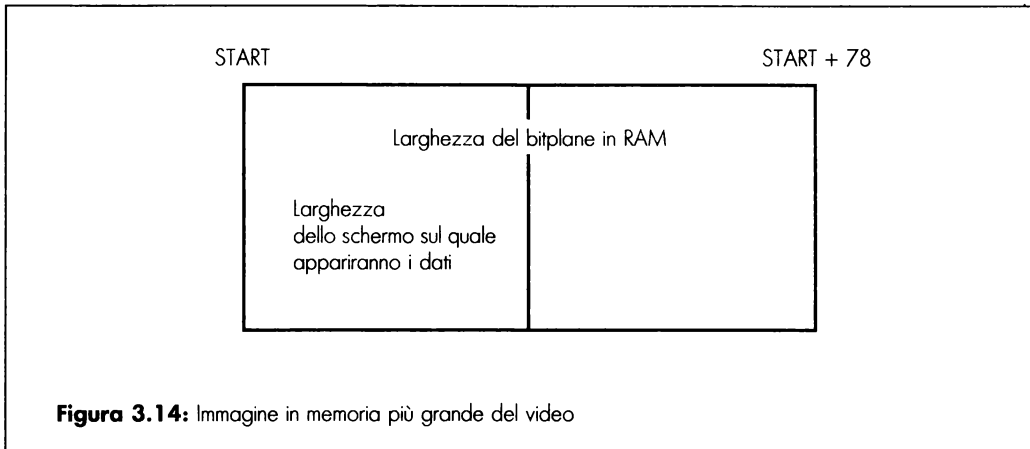 START START + 78
Larghezza del bitplane in RAM
Larghezza
dello schermo sul quale
appariranno i dati
Figura 3.14: Immagine in memoria più grande del video